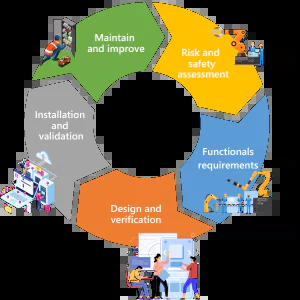 Maintain
and improve
Risk and
safety
assessment
Functionals
requirements
Design and
verification
Installation
and
validation